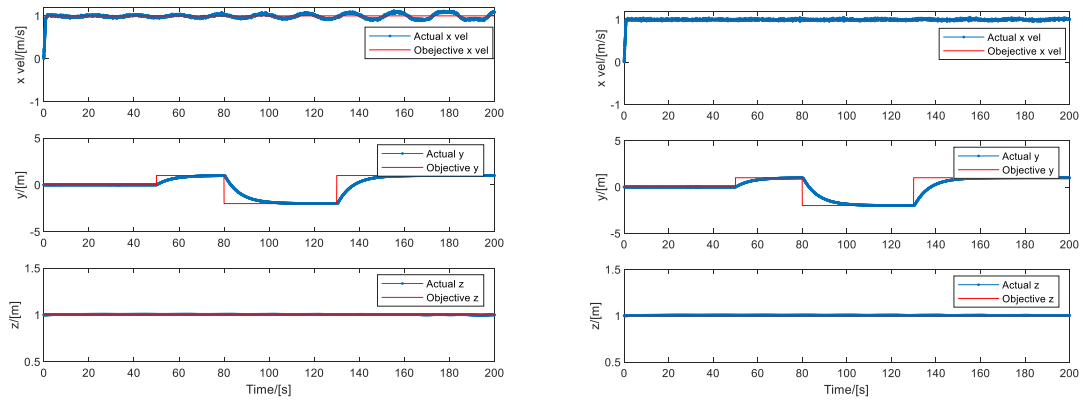 1
0
-1
x vel/[m/s]
Actual x vel
Obejective x vel
0 20 40 60 80 100 120 140 160 180 200
5
0
-5
y/[m]
Actual y
Objective y
0 20 40 60 80 100 120 140 160 180 200
1.5
1
0.5
z/[m]
Actual z
Objective z
0 20 40 60 80 100 120 140 160 180 200
Time/[s]
1
0
-1
x vel/[m/s]
Actual x vel
Obejective x vel
0 20 40 60 80 100 120 140 160 180 200
5
0
-5
y/[m]
Actual y
Objective y
0 20 40 60 80 100 120 140 160 180 200
1.5
1
0.5
z/[m]
Actual z
Objective z
0 20 40 60 80 100 120 140 160 180 200
Time/[s]